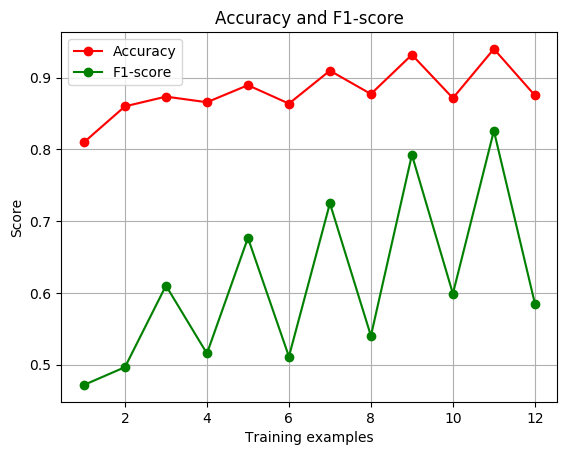 Accuracy and F1-score
Accuracy
F1-score
0.9
0.8
0.7
0.6
0.5
Score
2 4 6 8 10 12
Training examples